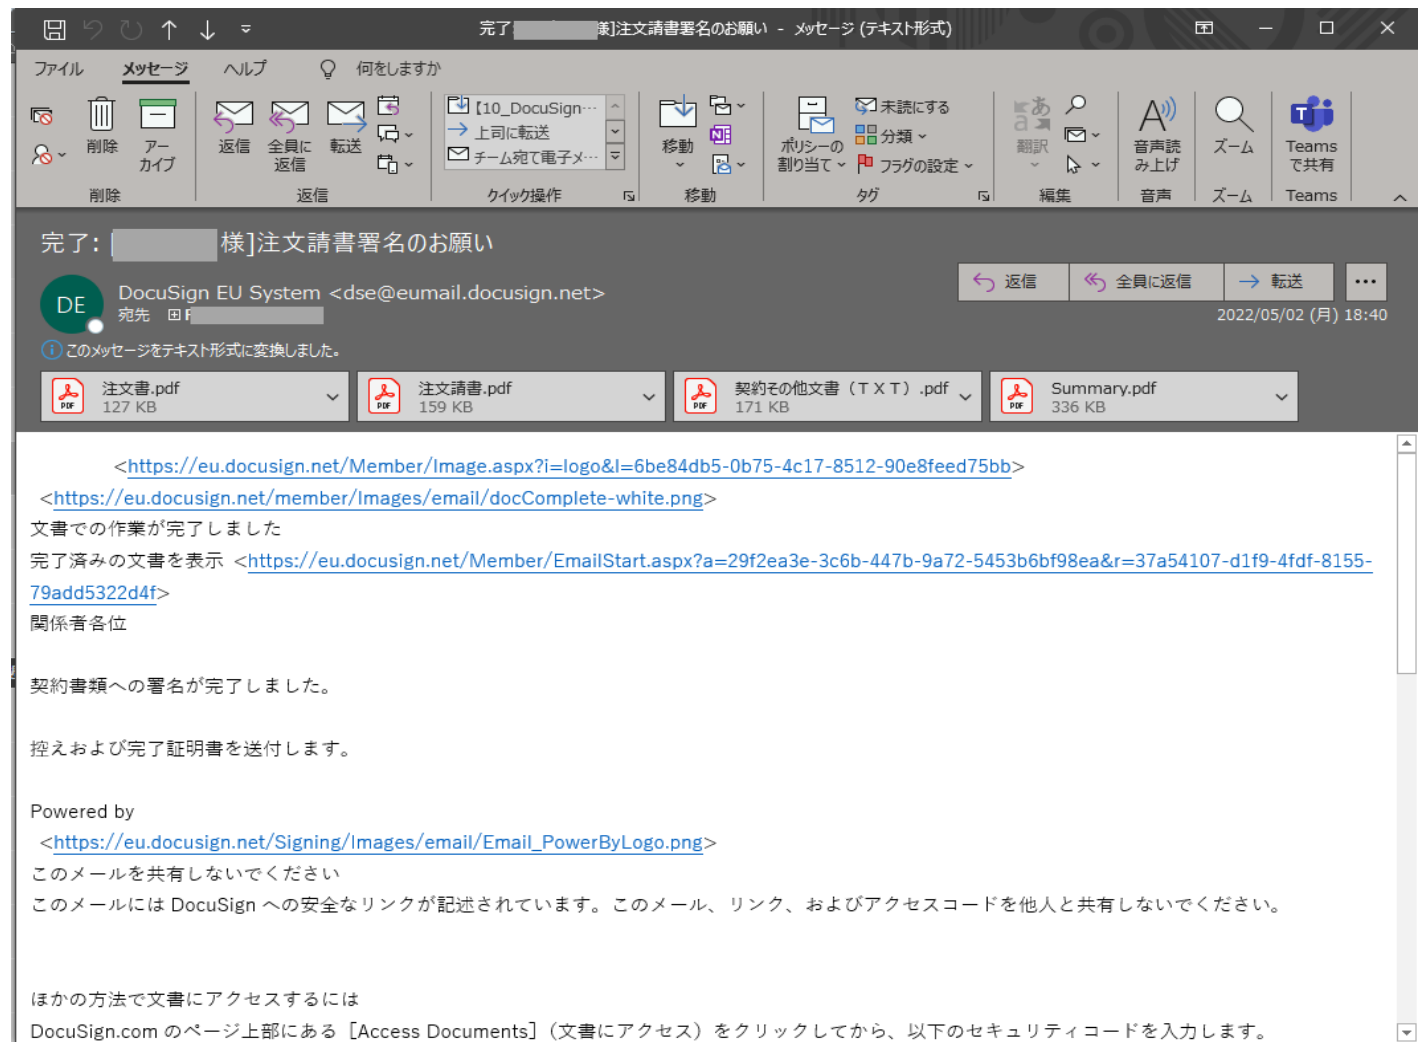 完了: 様]注文請書署名のお願い - メッセージ (テキスト形式)
ファイル メッセージ ヘルプ 何をしますか
削除 アーカイブ 返信 全員に返信 転送
【10_DocuSign…
上司に転送
チーム宛て電子メ…
移動 ポリシーの割り当て 未読にする
分類
フラグの設定
翻訳 音声読み上げ ズーム Teams で共有
削除 返信 クイック操作 移動 タグ 編集 音声 ズーム Teams
完了: [ 様]注文請書署名のお願い
DE
DocuSign EU System <dse@eumail.docusign.net>
宛先
返信 全員に返信 転送 …
2022/05/02 (月) 18:40
このメッセージをテキスト形式に変換しました。
注文書.pdf
127 KB
注文請書.pdf
159 KB
契約その他文書（ＴＸＴ）.pdf
171 KB
Summary.pdf
336 KB
<https://eu.docusign.net/Member/Image.aspx?i=logo&l=6be84db5-0b75-4c17-8512-90e8feed75bb>
<https://eu.docusign.net/member/Images/email/docComplete-white.png>
文書での作業が完了しました
完了済みの文書を表示 <https://eu.docusign.net/Member/EmailStart.aspx?a=29f2ea3e-3c6b-447b-9a72-5453b6bf98ea&r=37a54107-d1f9-4fdf-8155-
79add5322d4f>
関係者各位
契約書類への署名が完了しました。
控えおよび完了証明書を送付します。
Powered by
<https://eu.docusign.net/Signing/Images/email/Email_PowerByLogo.png>
このメールを共有しないでください
このメールには DocuSign への安全なリンクが記述されています。このメール、リンク、およびアクセスコードを他人と共有しないでください。
ほかの方法で文書にアクセスするには
DocuSign.com のページ上部にある［Access Documents］（文書にアクセス）をクリックしてから、以下のセキュリティコードを入力します。